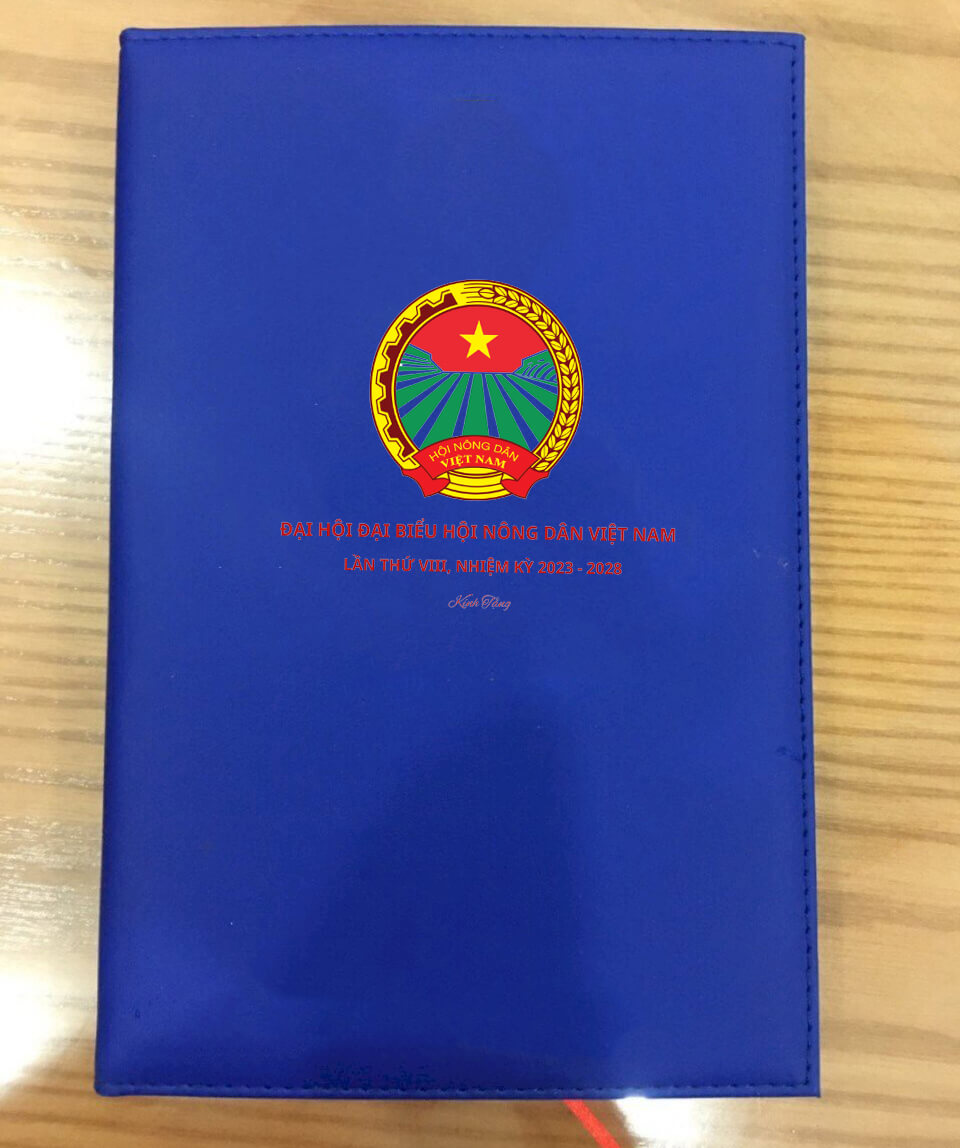 HỘI NÔNG DÂN
VIỆT NAM
ĐẠI HỘI ĐẠI BIỂU HỘI NÔNG DÂN VIỆT NAM
LẦN THỨ VIII, NHIỆM KỲ 2023 - 2028
Kính Tặng